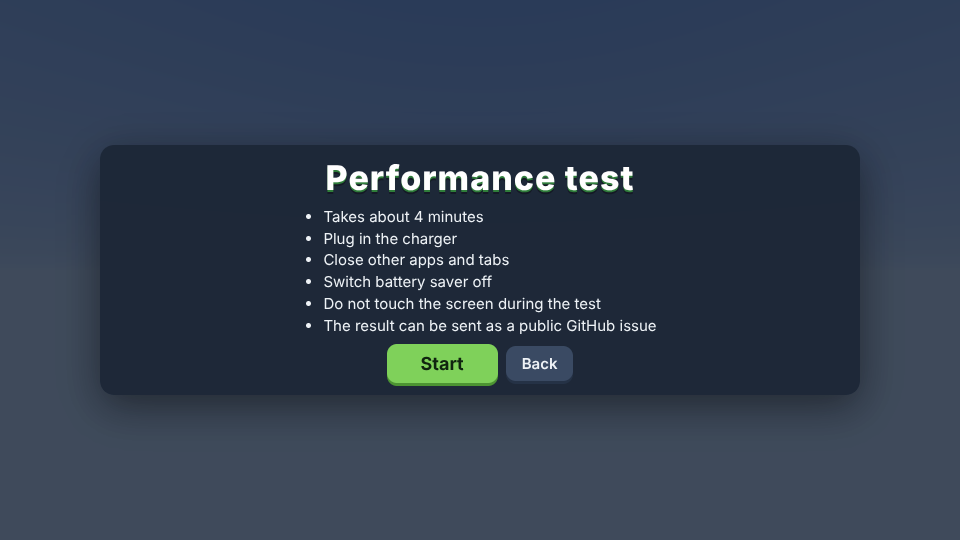 Performance test
Takes about 4 minutes
Plug in the charger
Close other apps and tabs
Switch battery saver off
Do not touch the screen during the test
The result can be sent as a public GitHub issue
Start
Back